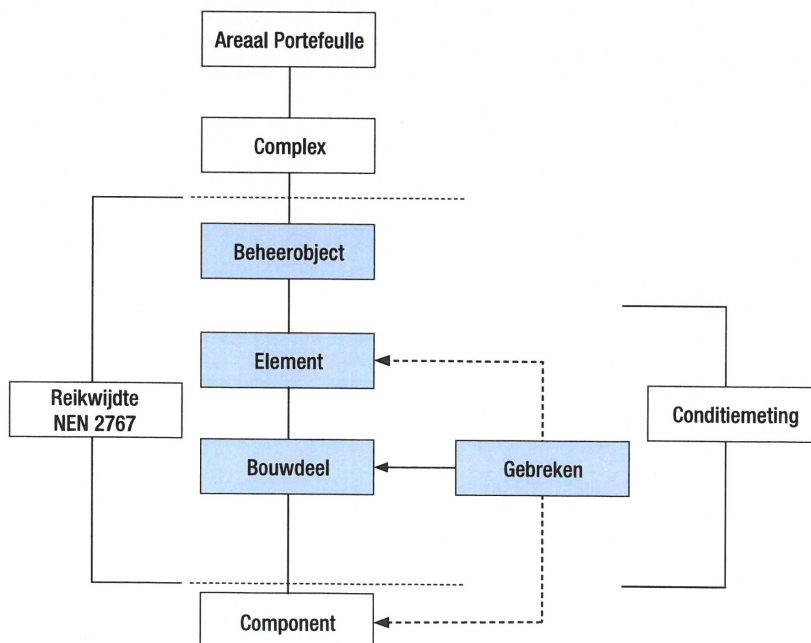 Areaal Portefeulle
Complex
Beheerobject
Element
Reikwijdte
NEN 2767
Conditiemeting
Bouwdeel
Gebreken
Component